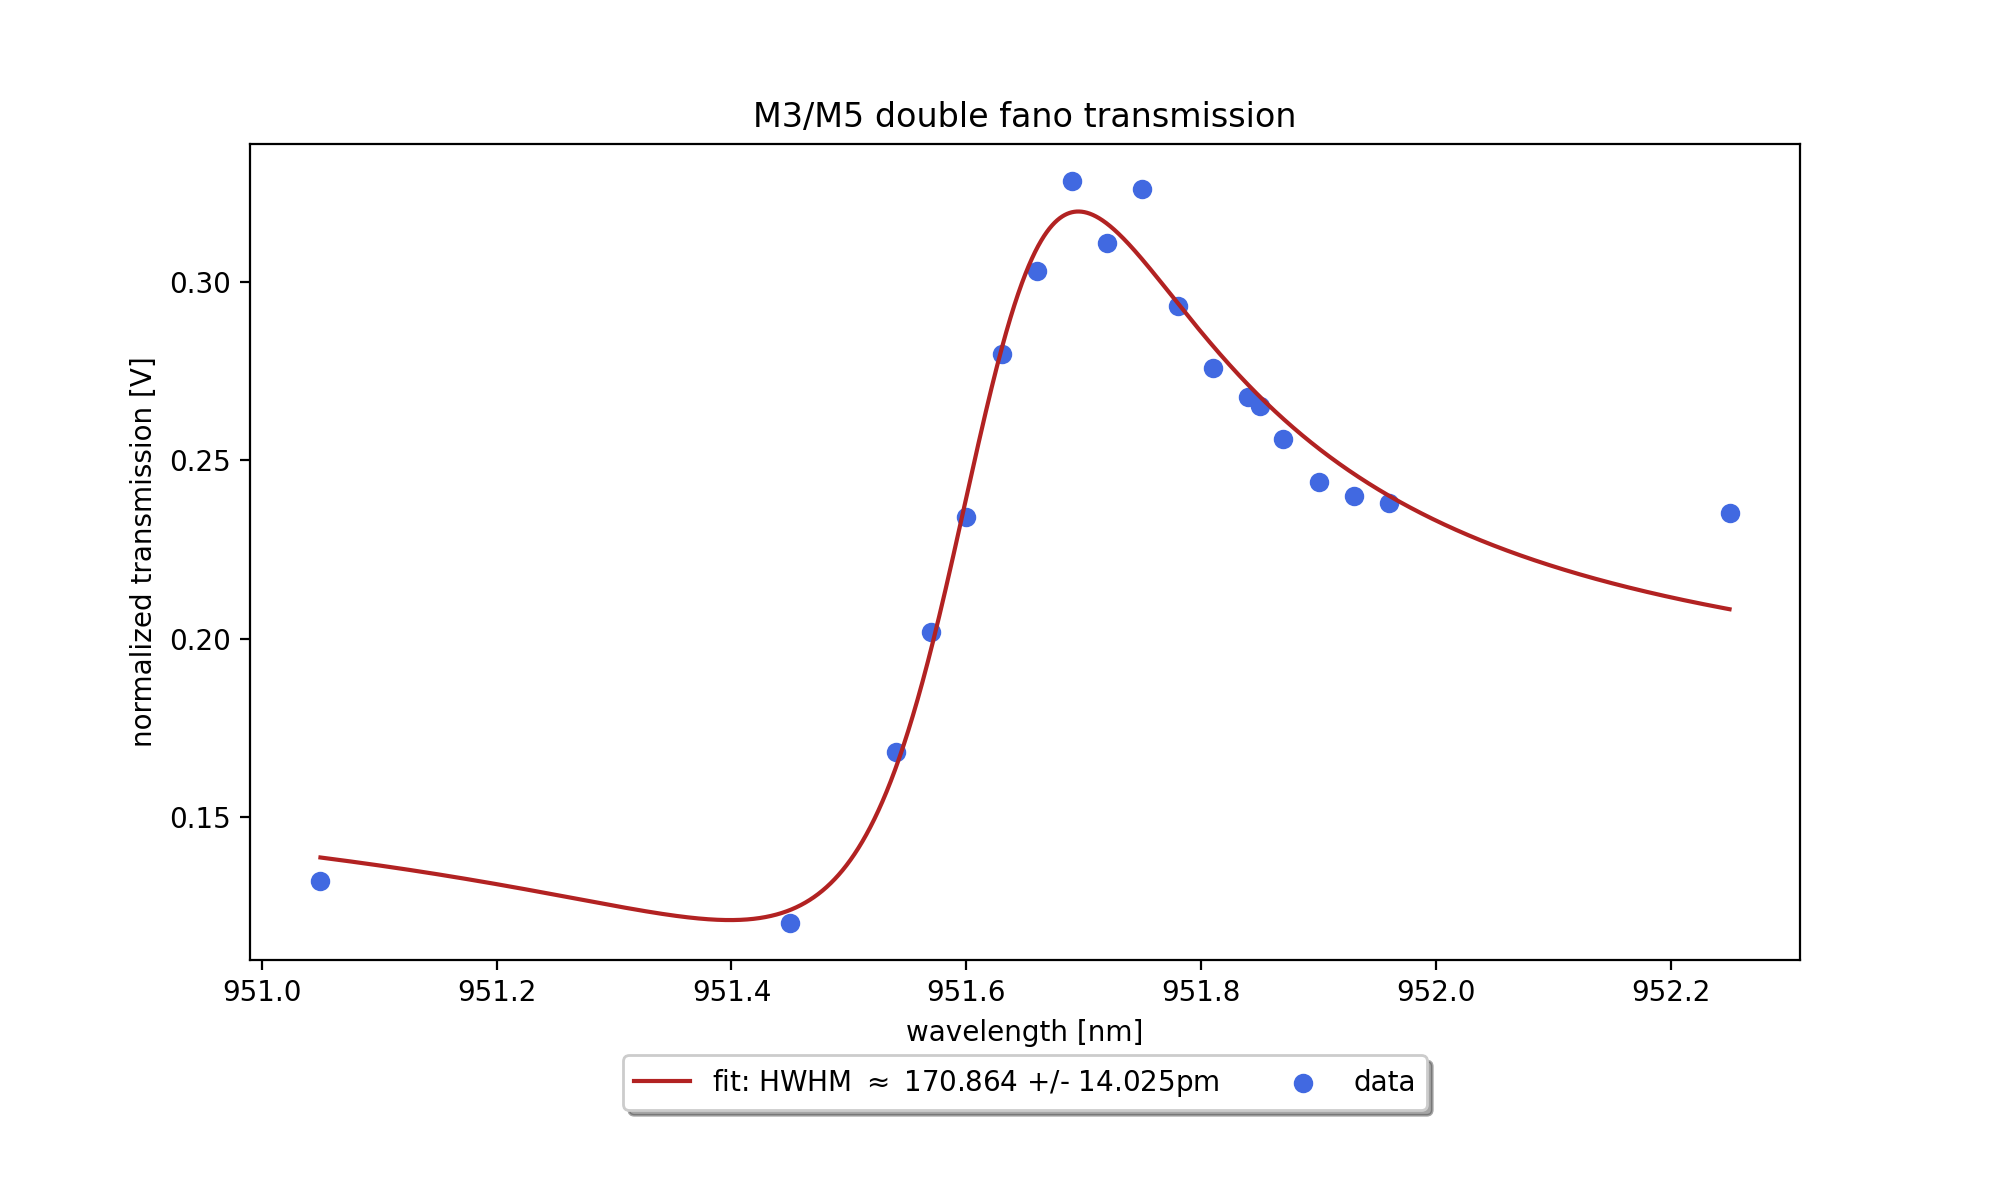 M3/M5 double fano transmission
normalized transmission [V]
0.30
0.25
0.20
0.15
951.0 951.2 951.4 951.6 951.8 952.0 952.2
wavelength [nm]
fit: HWHM ≈ 170.864 +/- 14.025pm data